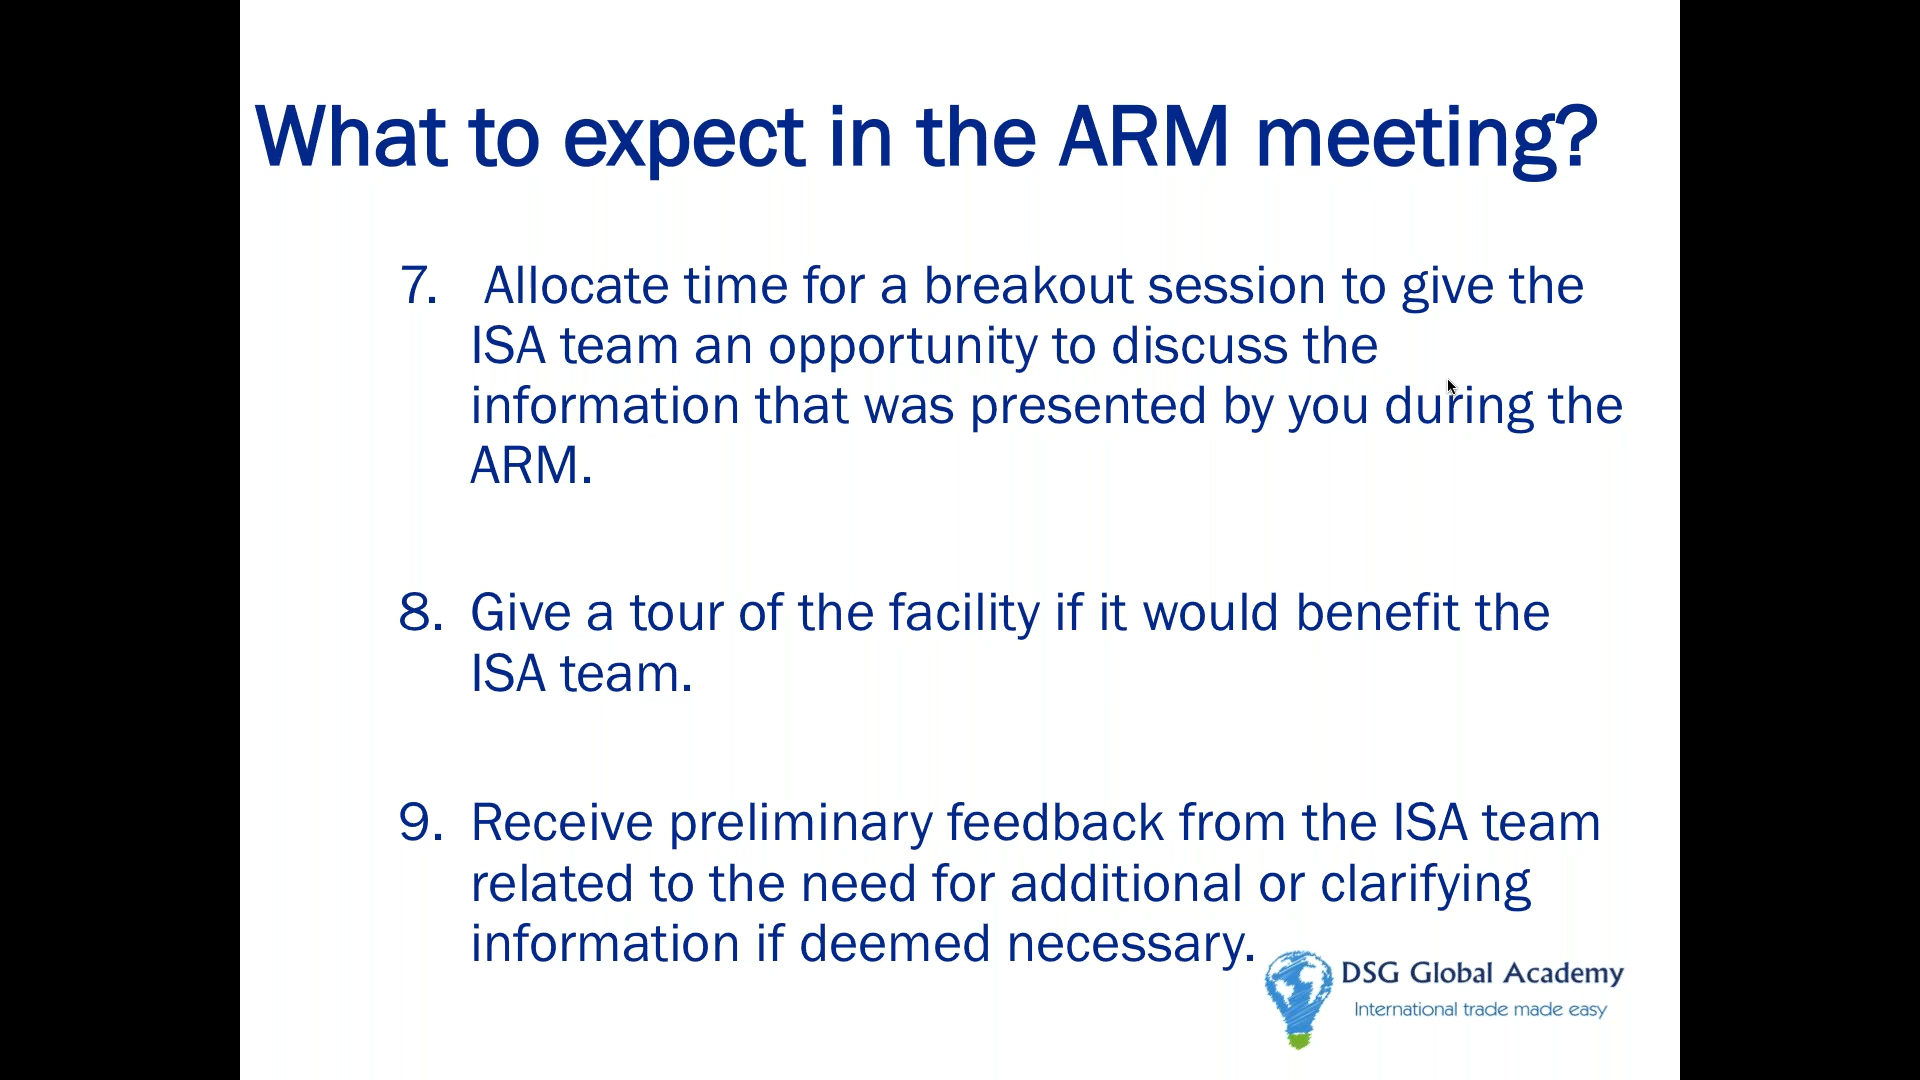 What to expect in the ARM meeting?
7. Allocate time for a breakout session to give the
ISA team an opportunity to discuss the
information that was presented by you during the
ARM.
8. Give a tour of the facility if it would benefit the
ISA team.
9. Receive preliminary feedback from the ISA team
related to the need for additional or clarifying
information if deemed necessary.
DSG Global Academy
International trade made easy